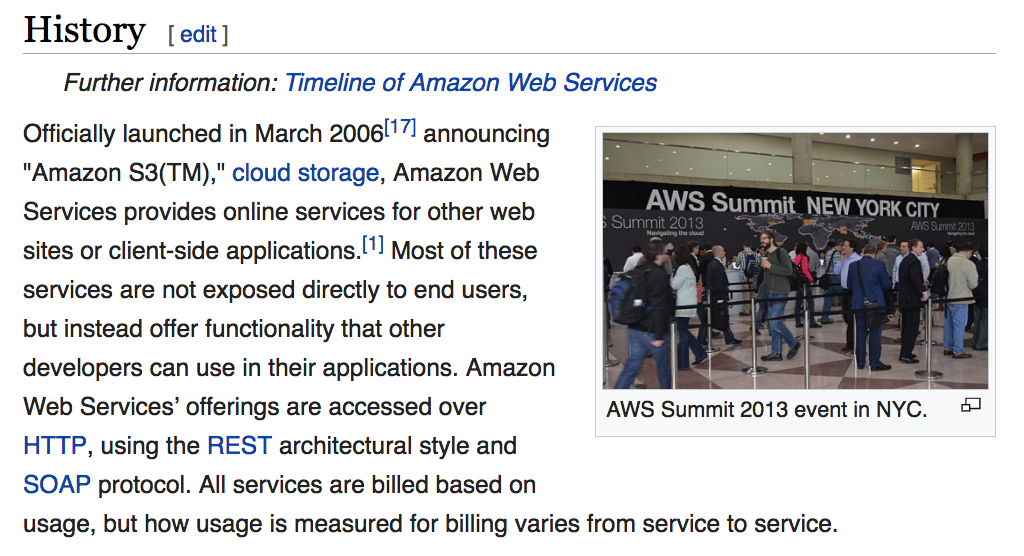 History [ edit ]
Further information: Timeline of Amazon Web Services
Officially launched in March 2006[17] announcing
"Amazon S3(TM)," cloud storage, Amazon Web
Services provides online services for other web
sites or client-side applications.[1] Most of these
services are not exposed directly to end users,
but instead offer functionality that other
developers can use in their applications. Amazon
Web Services’ offerings are accessed over
HTTP, using the REST architectural style and
SOAP protocol. All services are billed based on
usage, but how usage is measured for billing varies from service to service.
AWS Summit NEW YORK CITY
S Summit 2013
Navigating the cloud
AWS Summit 2013
Navigating the cloud
AWS Summit 2013 event in NYC.